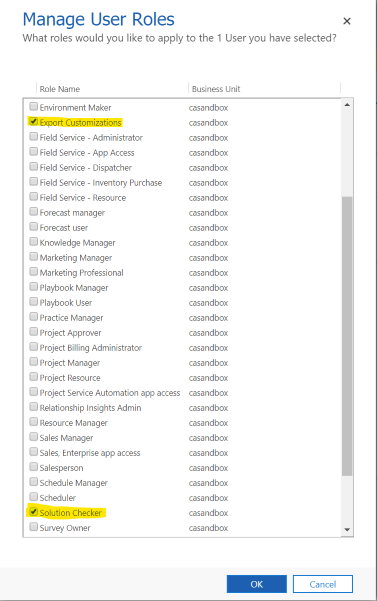 Manage User Roles
What roles would you like to apply to the 1 User you have selected?
Role Name Business Unit
Environment Maker casandbox
Export Customizations casandbox
Field Service - Administrator casandbox
Field Service - App Access casandbox
Field Service - Dispatcher casandbox
Field Service - Inventory Purchase casandbox
Field Service - Resource casandbox
Forecast manager casandbox
Forecast user casandbox
Knowledge Manager casandbox
Marketing Manager casandbox
Marketing Professional casandbox
Playbook Manager casandbox
Playbook User casandbox
Practice Manager casandbox
Project Approver casandbox
Project Billing Administrator casandbox
Project Manager casandbox
Project Resource casandbox
Project Service Automation app access casandbox
Relationship Insights Admin casandbox
Resource Manager casandbox
Sales Manager casandbox
Sales, Enterprise app access casandbox
Salesperson casandbox
Schedule Manager casandbox
Scheduler casandbox
Solution Checker casandbox
Survey Owner casandbox
OK Cancel